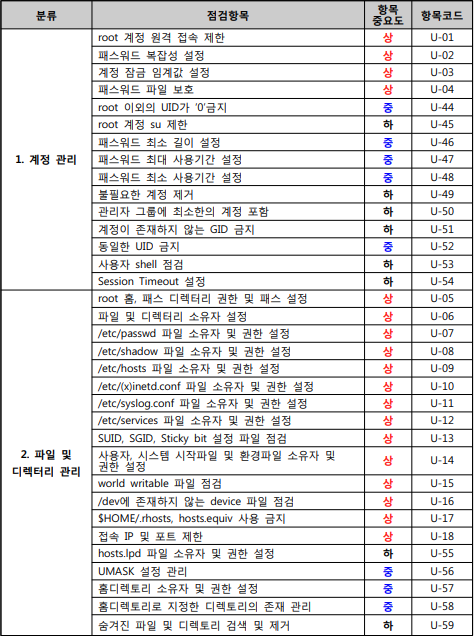 분류 점검항목 항목 중요도 항목코드
1. 계정 관리
root 계정 원격 접속 제한 상 U-01
패스워드 복잡성 설정 상 U-02
계정 잠금 임계값 설정 상 U-03
패스워드 파일 보호 상 U-04
root 이외의 UID가 '0'금지 중 U-44
root 계정 su 제한 하 U-45
패스워드 최소 길이 설정 중 U-46
패스워드 최대 사용기간 설정 중 U-47
패스워드 최소 사용기간 설정 중 U-48
불필요한 계정 제거 하 U-49
관리자 그룹에 최소한의 계정 포함 하 U-50
계정이 존재하지 않는 GID 금지 하 U-51
동일한 UID 금지 중 U-52
사용자 shell 점검 하 U-53
Session Timeout 설정 하 U-54
2. 파일 및
디렉터리 관리
root 홈, 패스 디렉터리 권한 및 패스 설정 상 U-05
파일 및 디렉터리 소유자 설정 상 U-06
/etc/passwd 파일 소유자 및 권한 설정 상 U-07
/etc/shadow 파일 소유자 및 권한 설정 상 U-08
/etc/hosts 파일 소유자 및 권한 설정 상 U-09
/etc/(x)inetd.conf 파일 소유자 및 권한 설정 상 U-10
/etc/syslog.conf 파일 소유자 및 권한 설정 상 U-11
/etc/services 파일 소유자 및 권한 설정 상 U-12
SUID, SGID, Sticky bit 설정 파일 점검 상 U-13
사용자, 시스템 시작파일 및 환경파일 소유자 및
권한 설정 상 U-14
world writable 파일 점검 상 U-15
/dev에 존재하지 않는 device 파일 점검 상 U-16
$HOME/.rhosts, hosts.equiv 사용 금지 상 U-17
접속 IP 및 포트 제한 상 U-18
hosts.lpd 파일 소유자 및 권한 설정 하 U-55
UMASK 설정 관리 중 U-56
홈디렉토리 소유자 및 권한 설정 중 U-57
홈디렉토리로 지정한 디렉토리의 존재 관리 중 U-58
숨겨진 파일 및 디렉토리 검색 및 제거 하 U-59